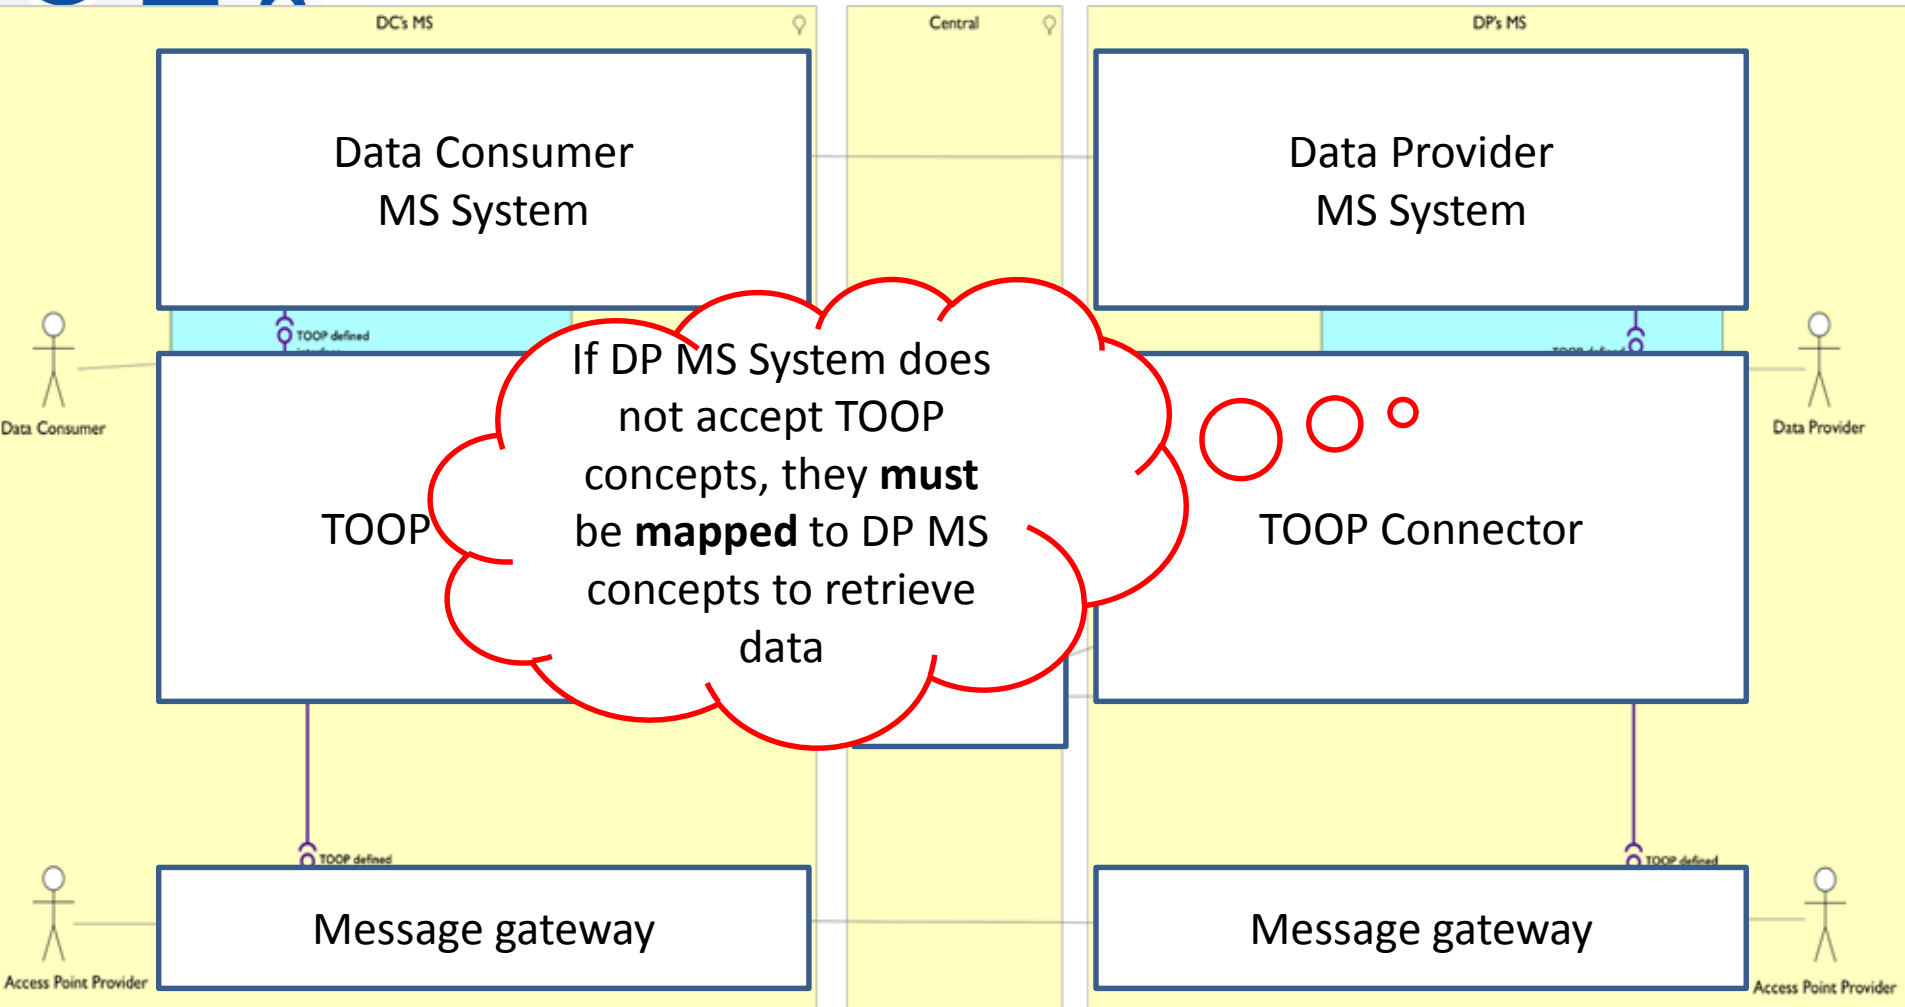 DC's MS
Central
DP's MS
Data Consumer
MS System
Data Provider
MS System
TOOP defined
Data Consumer
Data Provider
If DP MS System does
not accept TOOP
concepts, they must
be mapped to DP MS
concepts to retrieve
data
TOOP
TOOP Connector
TOOP defined
TOOP defined
Message gateway
Message gateway
Access Point Provider
Access Point Provider